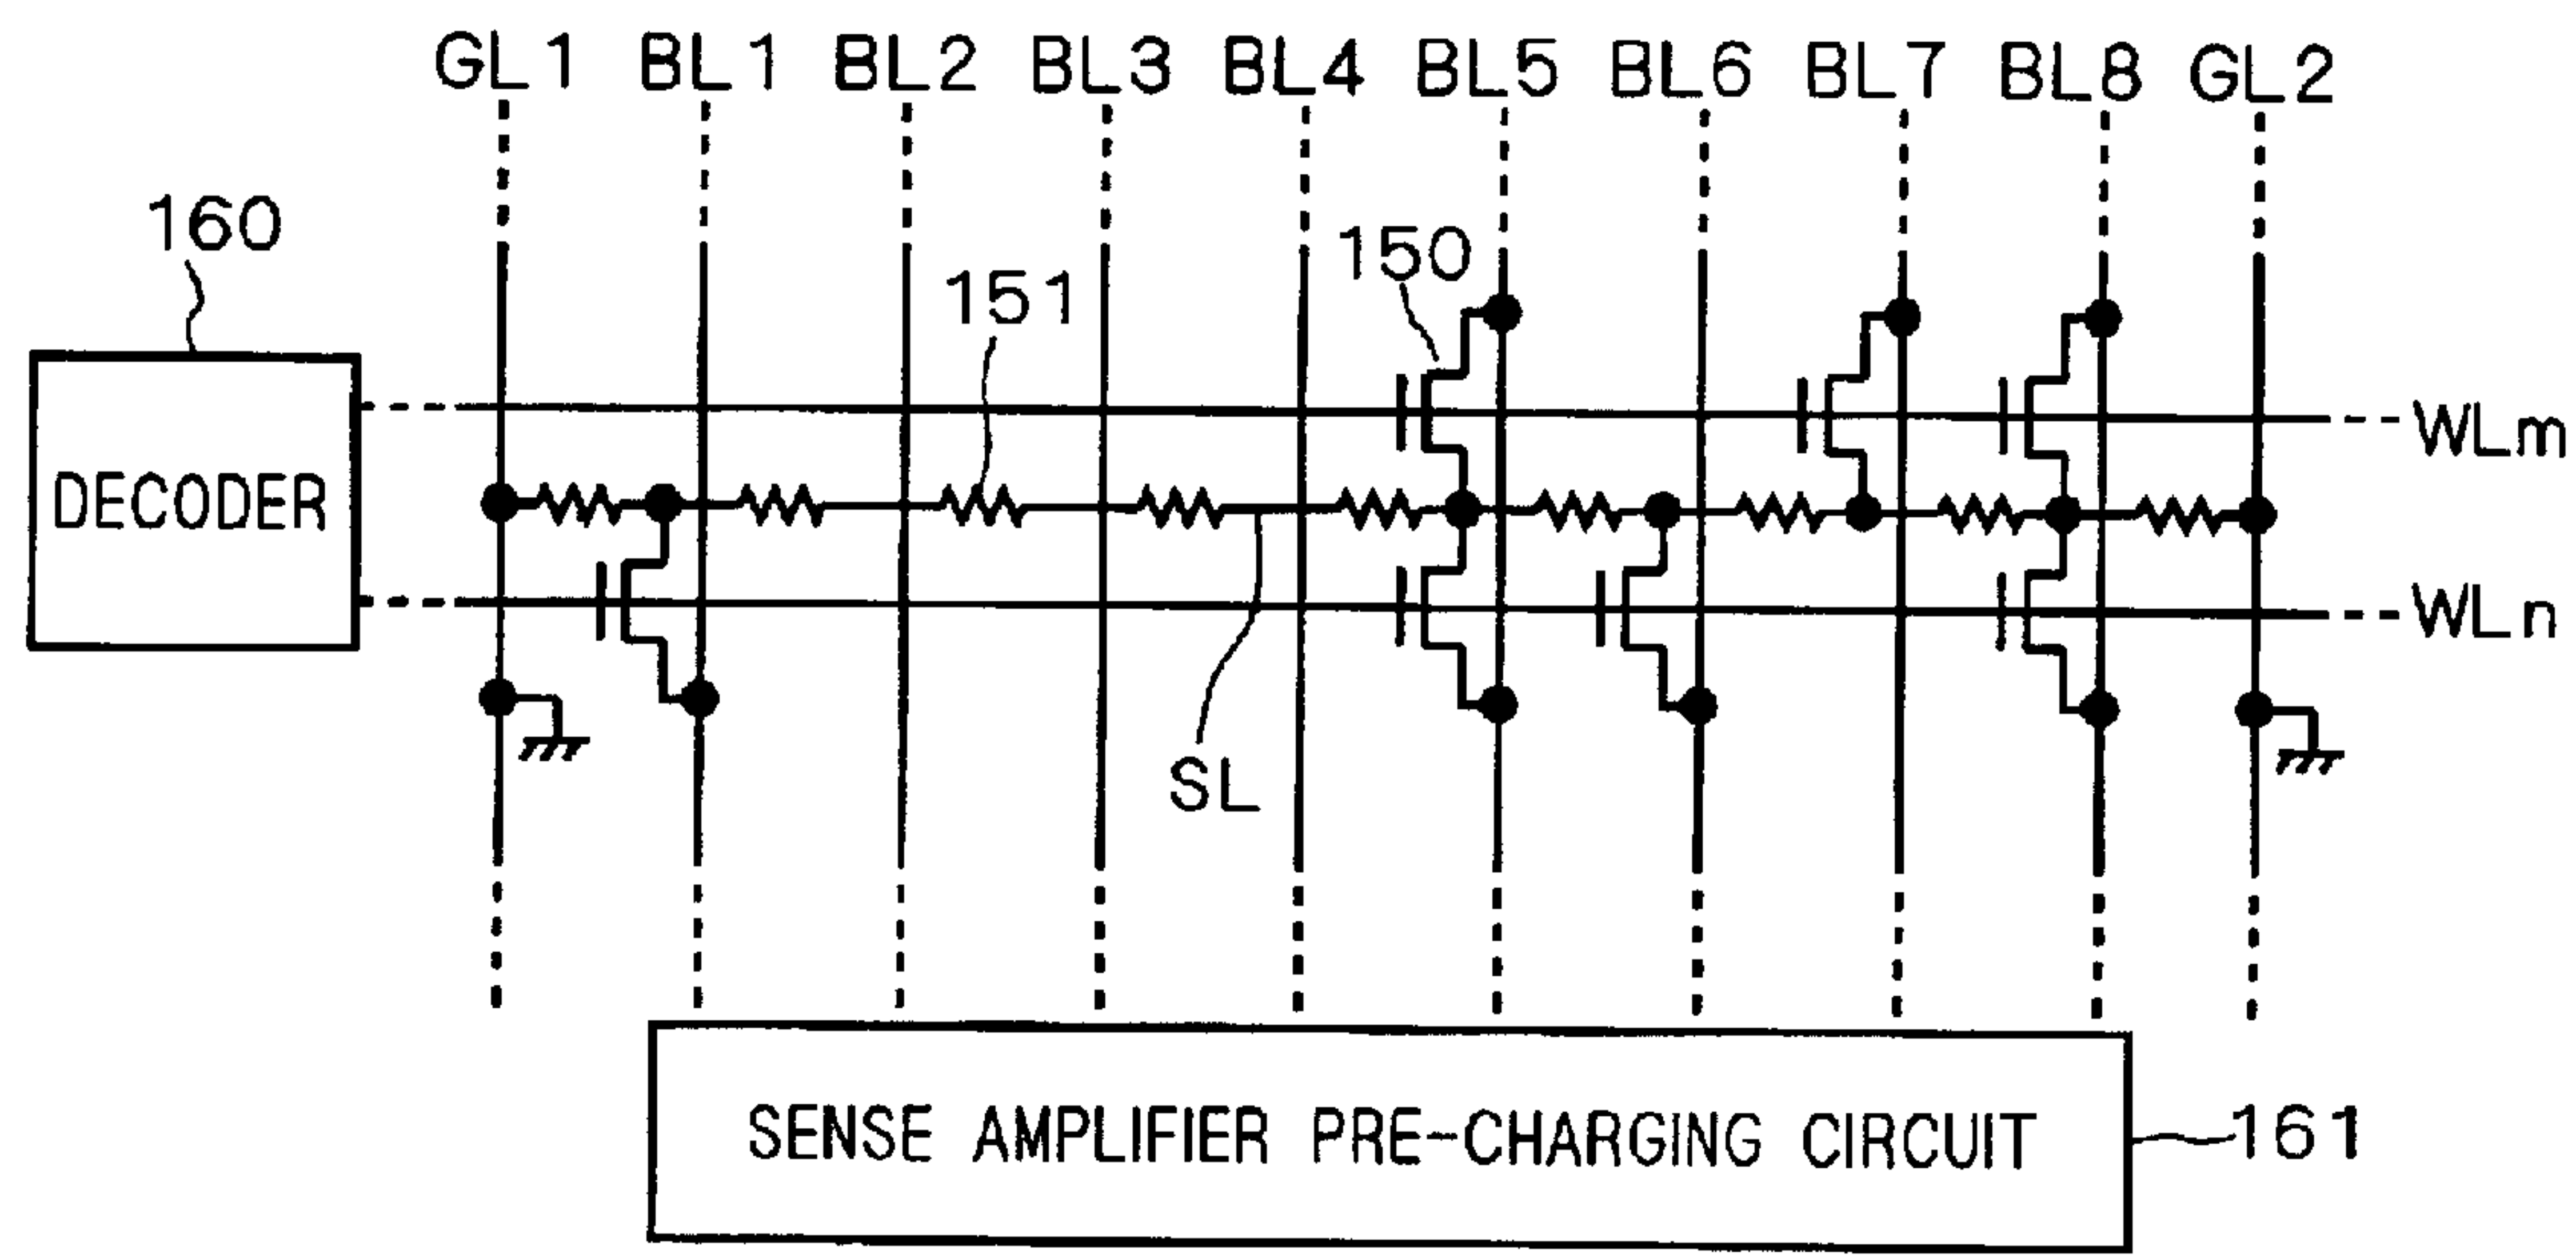 GL1 BL1 BL2 BL3 BL4 BL5 BL6 BL7 BL8 GL2
160
150
151
WLm
DECODER
WLn
SL
SENSE AMPLIFIER PRE-CHARGING CIRCUIT
161